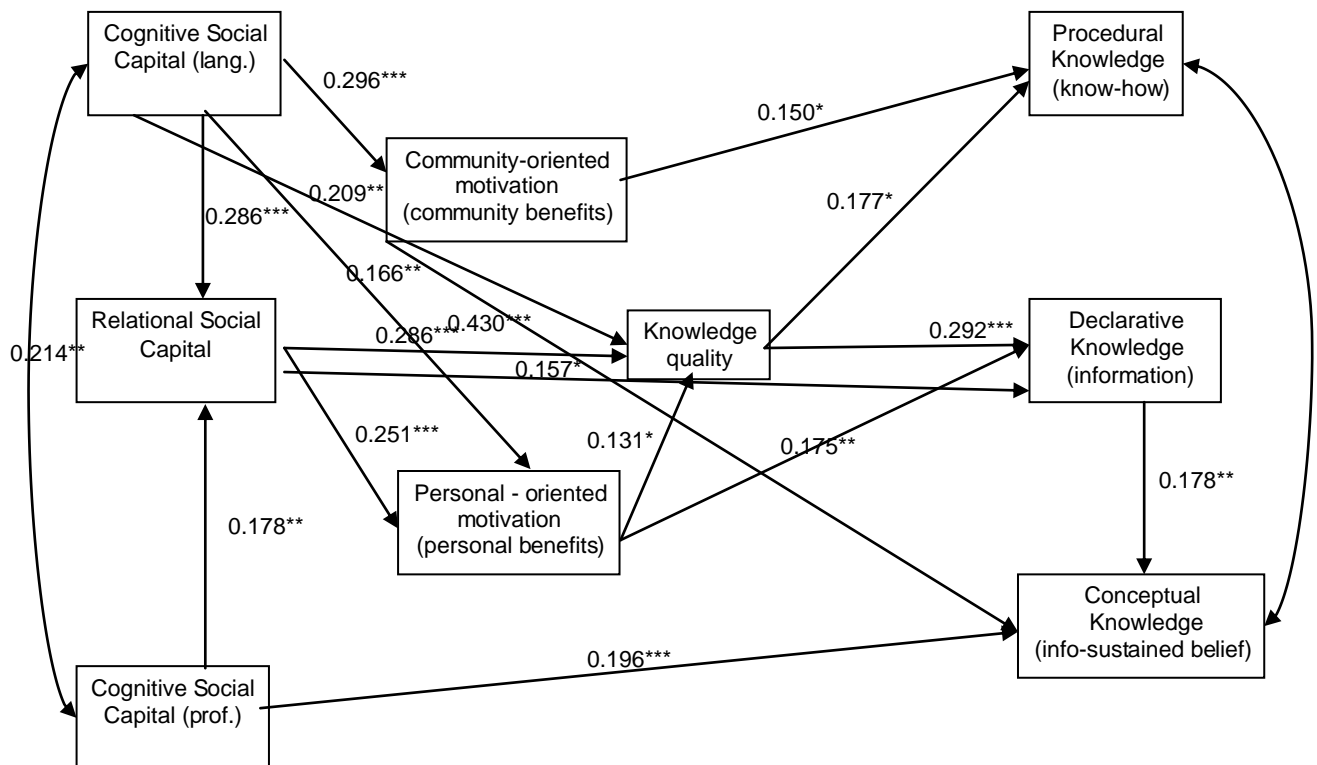 Cognitive Social
Capital (lang.)
Procedural
Knowledge
(know-how)
0.296***
0.150*
Community-oriented
motivation
(community benefits)
0.209**
0.177*
0.286***
0.166**
Relational Social
Capital
0.430***
0.286***
Knowledge
quality
0.292***
Declarative
Knowledge
(information)
0.214**
0.157*
0.251***
0.131*
0.175**
Personal - oriented
motivation
(personal benefits)
0.178**
0.178**
Conceptual
Knowledge
(info-sustained belief)
0.196***
Cognitive Social
Capital (prof.)